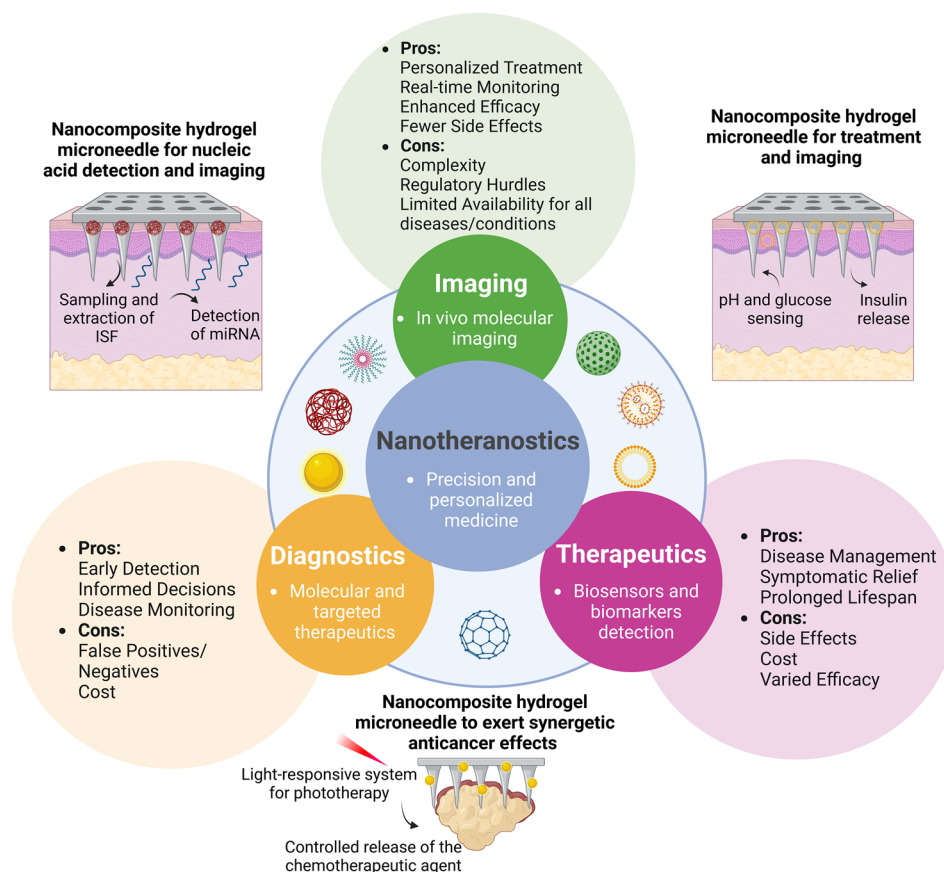 • Pros:
Personalized Treatment
Real-time Monitoring
Enhanced Efficacy
Fewer Side Effects
• Cons:
Complexity
Regulatory Hurdles
Limited Availability for all
diseases/conditions
Nanocomposite hydrogel
microneedle for nucleic
acid detection and imaging
Sampling and
extraction of
ISF
Detection
of miRNA
Nanocomposite hydrogel
microneedle for treatment
and imaging
pH and glucose
sensing
Insulin
release
Imaging
• In vivo molecular
imaging
Nanotheranostics
• Precision and
personalized
medicine
Diagnostics
• Molecular and
targeted
therapeutics
Therapeutics
• Biosensors and
biomarkers
detection
• Pros:
Early Detection
Informed Decisions
Disease Monitoring
• Cons:
False Positives/
Negatives
Cost
• Pros:
Disease Management
Symptomatic Relief
Prolonged Lifespan
• Cons:
Side Effects
Cost
Varied Efficacy
Nanocomposite hydrogel
microneedle to exert synergetic
anticancer effects
Light-responsive system
for phototherapy
Controlled release of the
chemotherapeutic agent